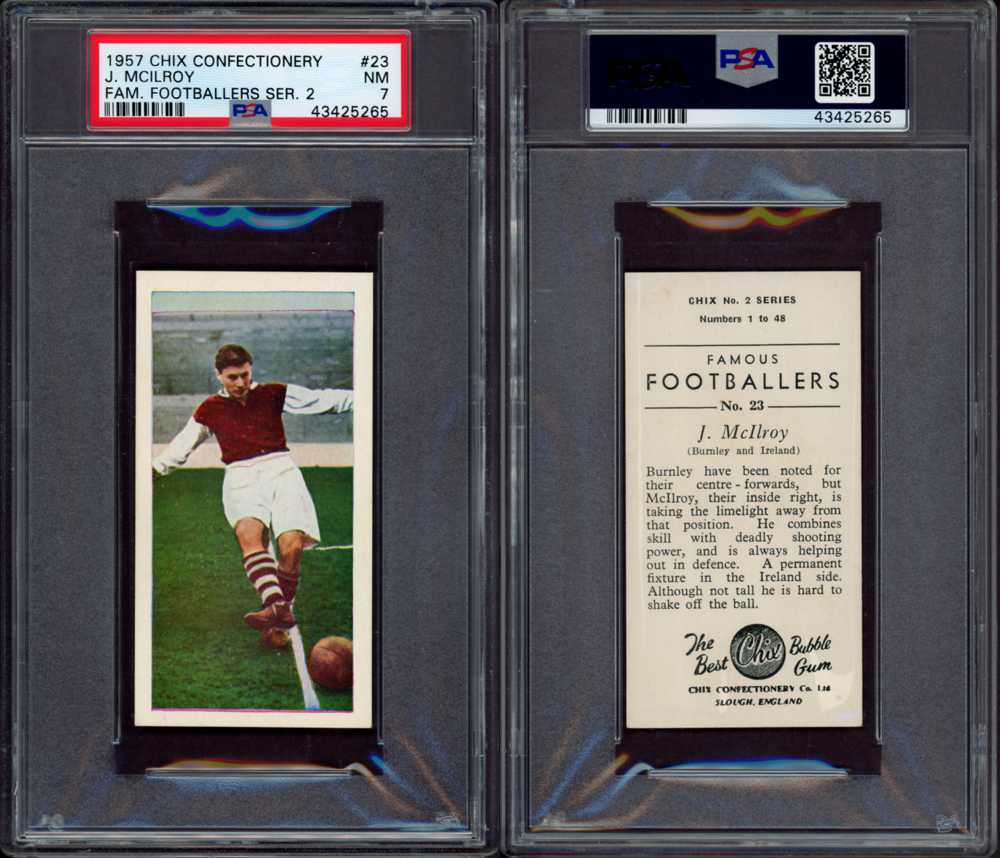 1957 CHIX CONFECTIONERY #23
J. MCILROY NM
FAM. FOOTBALLERS SER. 2 7
PSA 43425265
PSA PSA
43425265
CHIX No. 2 SERIES
Numbers 1 to 48
FAMOUS
FOOTBALLERS
No. 23
J. McIlroy
(Burnley and Ireland)
Burnley have been noted for
their centre-forwards, but
McIlroy, their inside right, is
taking the limelight away from
that position. He combines
skill with deadly shooting
power, and is always helping
out in defence. A permanent
fixture in the Ireland side.
Although not tall he is hard to
shake off the ball.
The Best Chix Bubble Gum
CHIX CONFECTIONERY Co. Ltd
SLOUGH, ENGLAND